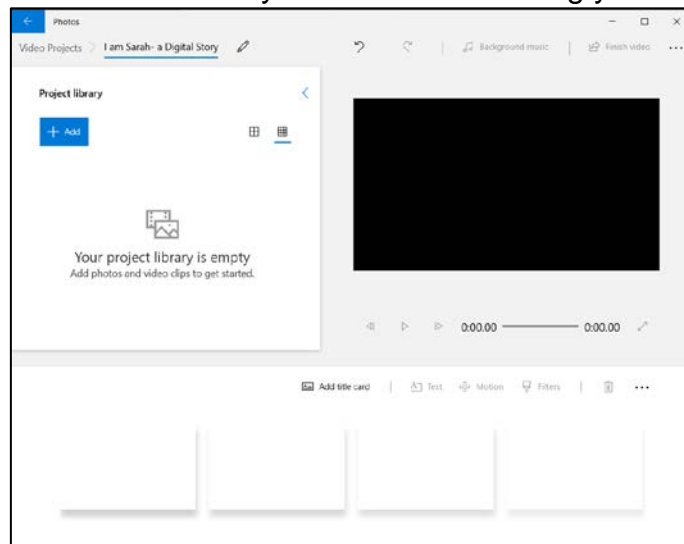 Photos
Video Projects > I am Sarah- a Digital Story
Background music
Finish video
Project library
+ Add
Your project library is empty
Add photos and video clips to get started.
0:00.00
0:00.00
Add title card
Text
Motion
Filters